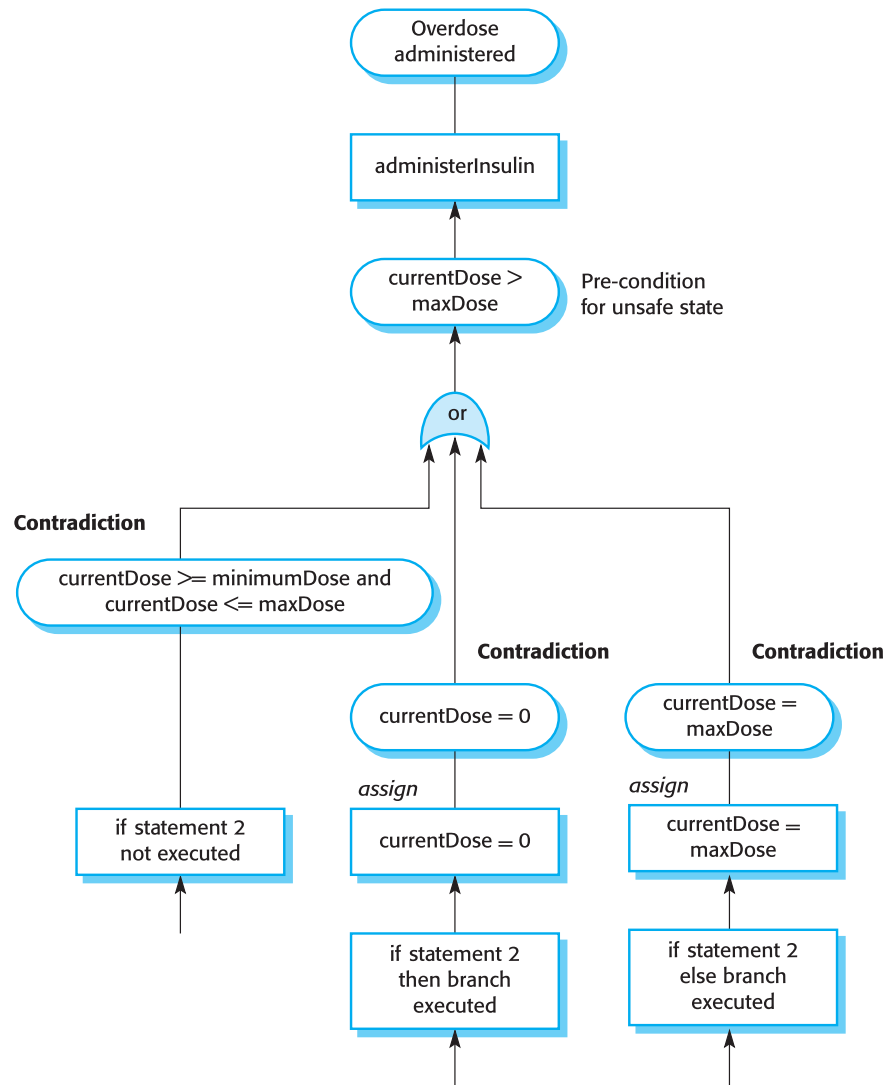 Overdose
administered
administerInsulin
currentDose >
maxDose
Pre-condition
for unsafe state
or
Contradiction
currentDose >= minimumDose and
currentDose <= maxDose
Contradiction
Contradiction
currentDose = 0
currentDose =
maxDose
assign
assign
if statement 2
not executed
currentDose = 0
currentDose =
maxDose
if statement 2
then branch
executed
if statement 2
else branch
executed